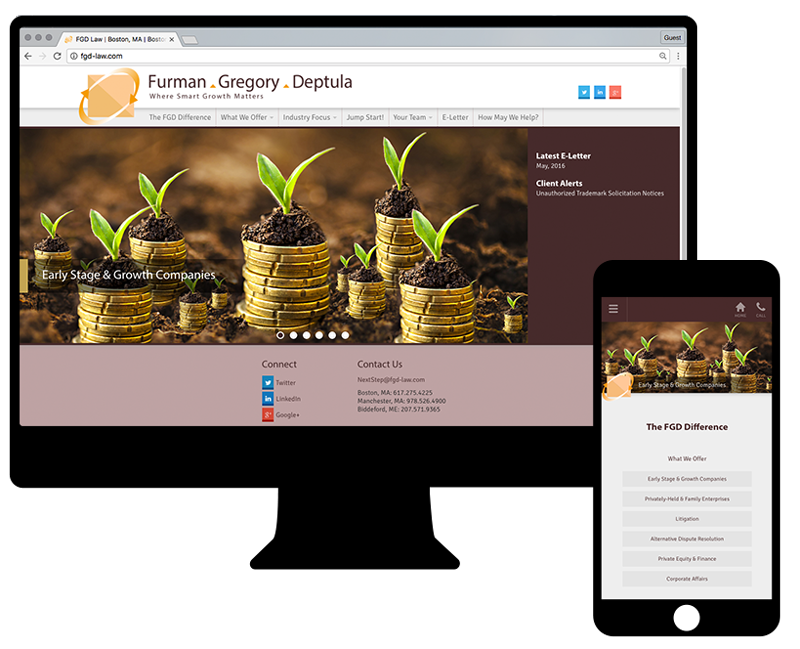 FGD Law | Boston, MA | Bosto
Guest
fgd-law.com
Furman Gregory Deptula
Where Smart Growth Matters
The FGD Difference What We Offer Industry Focus Jump Start! Your Team E-Letter How May We Help?
Latest E-Letter
May, 2016
Client Alerts
Unauthorized Trademark Solicitation Notices
Early Stage & Growth Companies
Connect
Twitter
LinkedIn
Google+
Contact Us
NextStep@fgd-law.com
Boston, MA: 617.275.4225
Manchester, MA: 978.526.4900
Biddeford, ME: 207.571.9365
HOME CALL
Early Stage & Growth Companies
The FGD Difference
What We Offer
Early Stage & Growth Companies
Privately-Held & Family Enterprises
Litigation
Alternative Dispute Resolution
Private Equity & Finance
Corporate Affairs